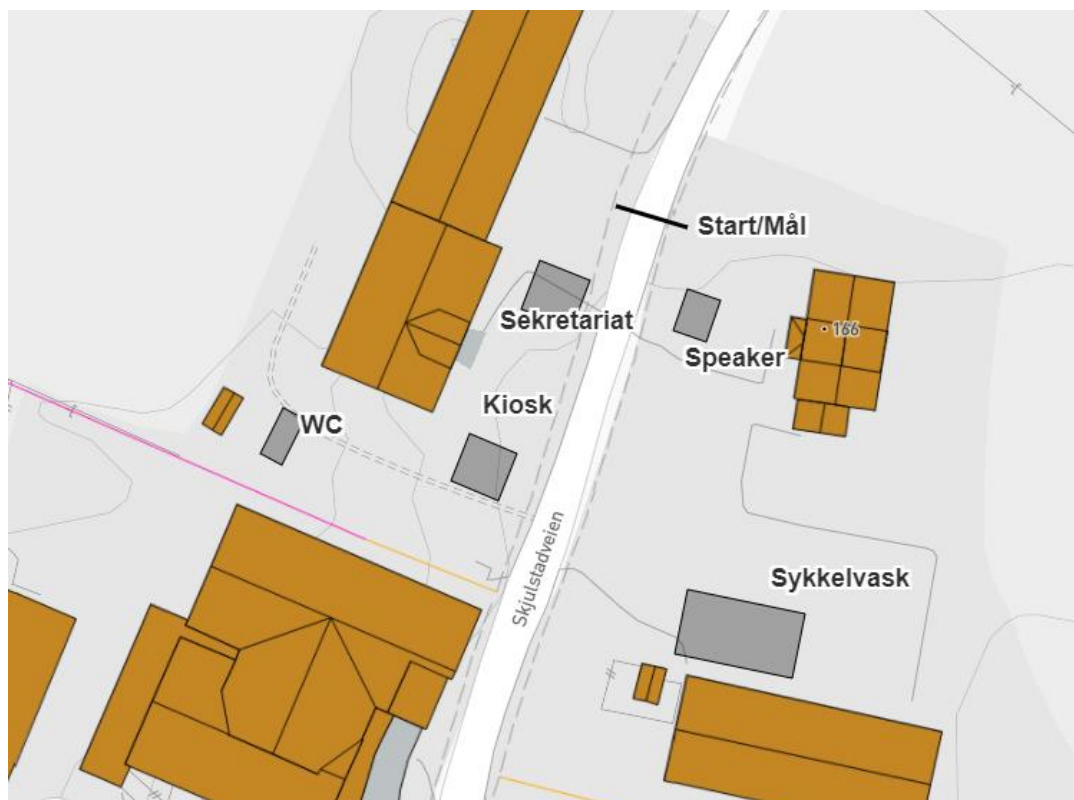 Start/Mål
Sekretariat
166
Speaker
Kiosk
WC
Skjulstadveien
Sykkelvask